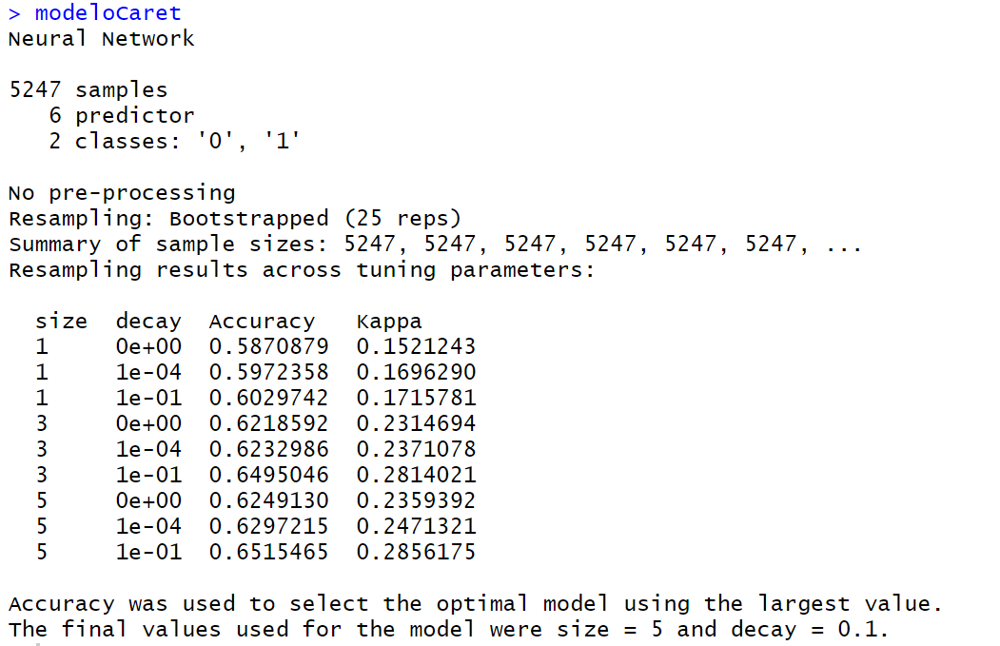 > modeloCaret
Neural Network

5247 samples
   6 predictor
   2 classes: '0', '1'

No pre-processing
Resampling: Bootstrapped (25 reps)
Summary of sample sizes: 5247, 5247, 5247, 5247, 5247, 5247, ...
Resampling results across tuning parameters:

  size  decay  Accuracy   Kappa
  1     0e+00  0.5870879  0.1521243
  1     1e-04  0.5972358  0.1696290
  1     1e-01  0.6029742  0.1715781
  3     0e+00  0.6218592  0.2314694
  3     1e-04  0.6232986  0.2371078
  3     1e-01  0.6495046  0.2814021
  5     0e+00  0.6249130  0.2359392
  5     1e-04  0.6297215  0.2471321
  5     1e-01  0.6515465  0.2856175

Accuracy was used to select the optimal model using the largest value.
The final values used for the model were size = 5 and decay = 0.1.